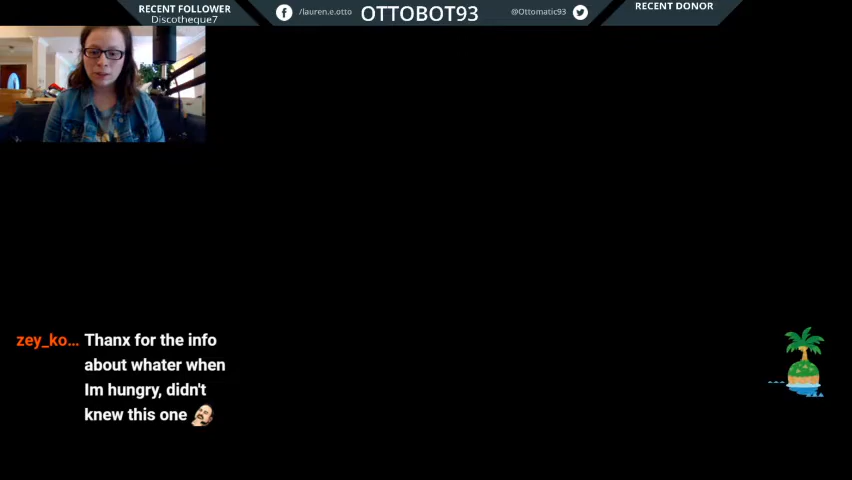 RECENT FOLLOWER
Discotheque7
/lauren.e.otto
OTTOBOT93
@Ottomatic93
RECENT DONOR
zey_ko... Thanx for the info
about whater when
Im hungry, didn't
knew this one